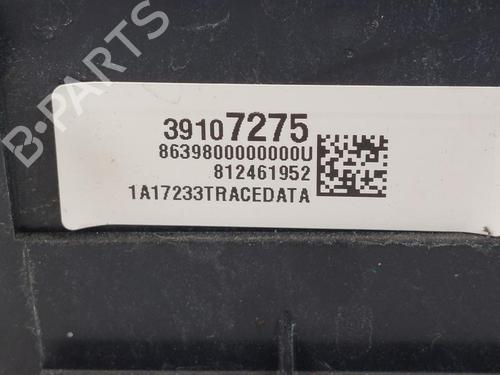 B-PARTS
39107275
8639800000000U
812461952
1A17233TRACEDATA